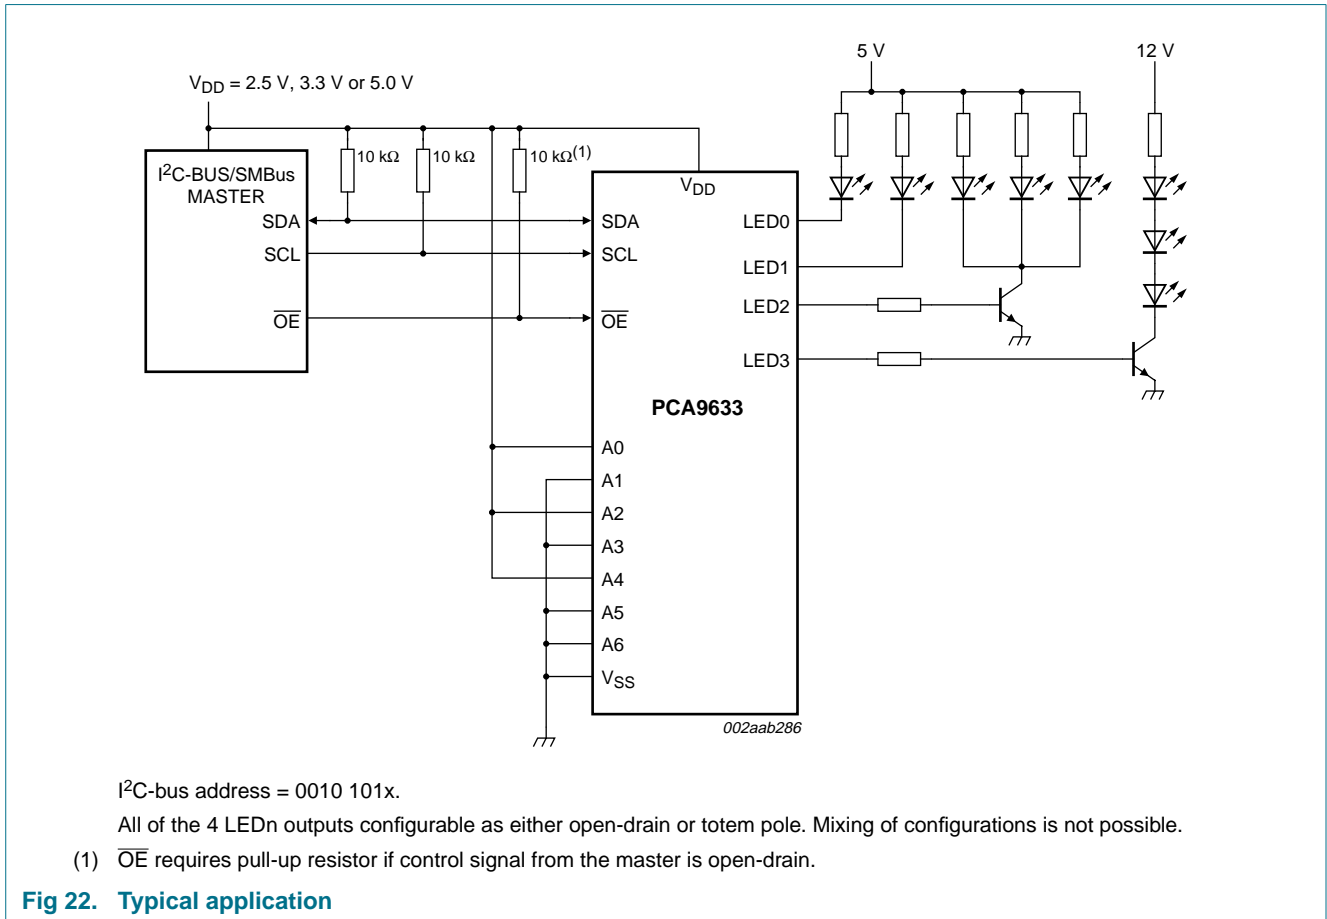 5 V
12 V
VDD = 2.5 V, 3.3 V or 5.0 V
10 kΩ
10 kΩ
10 kΩ(1)
I2C-BUS/SMBus
MASTER
SDA
SCL
OE
VDD
SDA
SCL
OE
LED0
LED1
LED2
LED3
PCA9633
A0
A1
A2
A3
A4
A5
A6
VSS
002aab286
I2C-bus address = 0010 101x.
All of the 4 LEDn outputs configurable as either open-drain or totem pole. Mixing of configurations is not possible.
(1) OE requires pull-up resistor if control signal from the master is open-drain.
Fig 22. Typical application